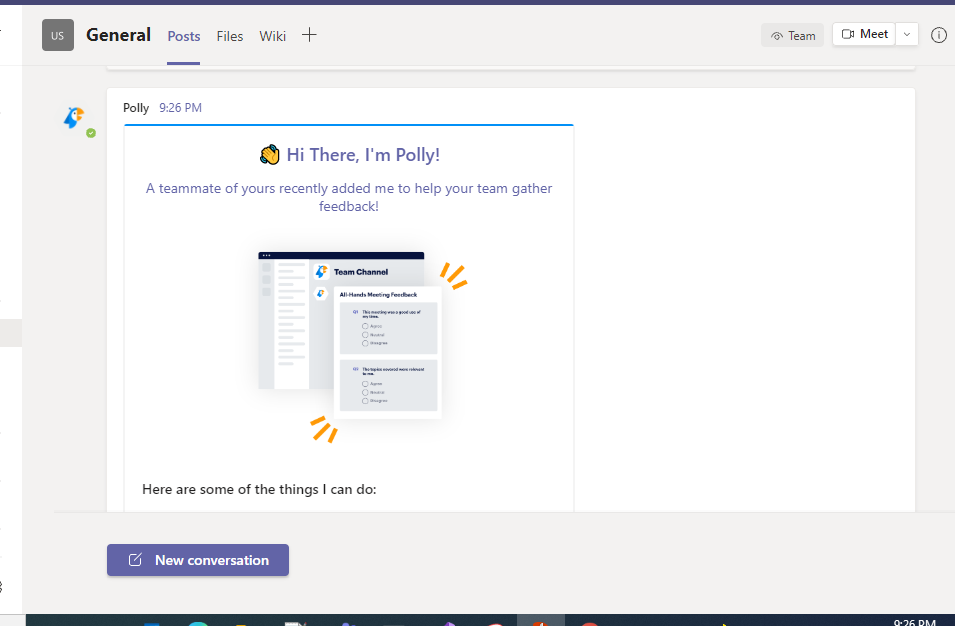 US General Posts Files Wiki Team Meet
Polly 9:26 PM
Hi There, I'm Polly!
A teammate of yours recently added me to help your team gather
feedback!
Team Channel
All-Hands Meeting Feedback
Q1 This meeting was a good use of
my time.
Agree
Neutral
Disagree
The topics covered were relevant
to me.
Agree
Neutral
Disagree
Here are some of the things I can do:
New conversation
9:26 PM